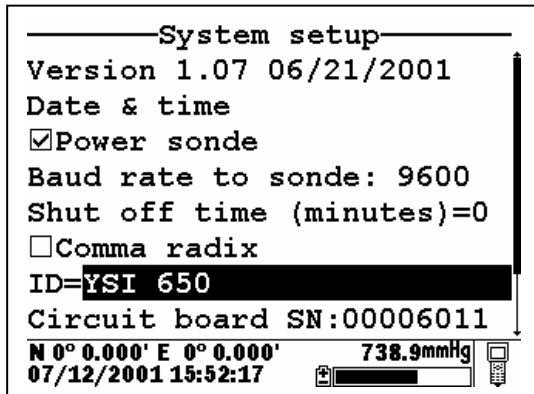 System setup
Version 1.07 06/21/2001
Date & time
☑Power sonde
Baud rate to sonde: 9600
Shut off time (minutes)=0
☐Comma radix
ID=YSI 650
Circuit board SN:00006011
N 0° 0.000' E 0° 0.000' 738.9mmHg
07/12/2001 15:52:17